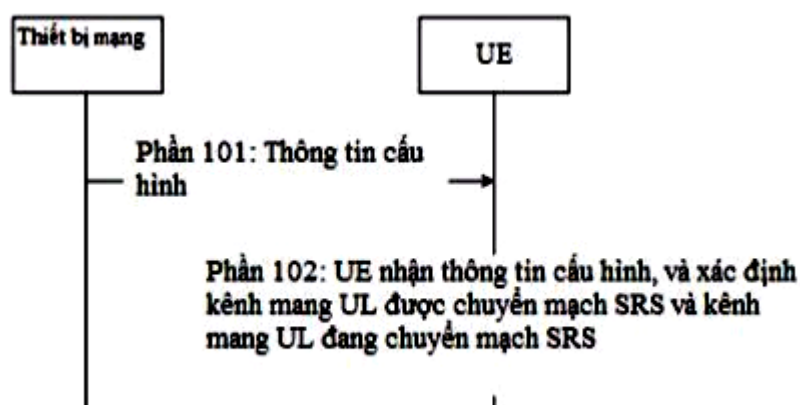 Thiết bị mạng
UE
Phần 101: Thông tin cấu
hình
Phần 102: UE nhận thông tin cấu hình, và xác định
kênh mang UL được chuyển mạch SRS và kênh
mang UL đang chuyển mạch SRS